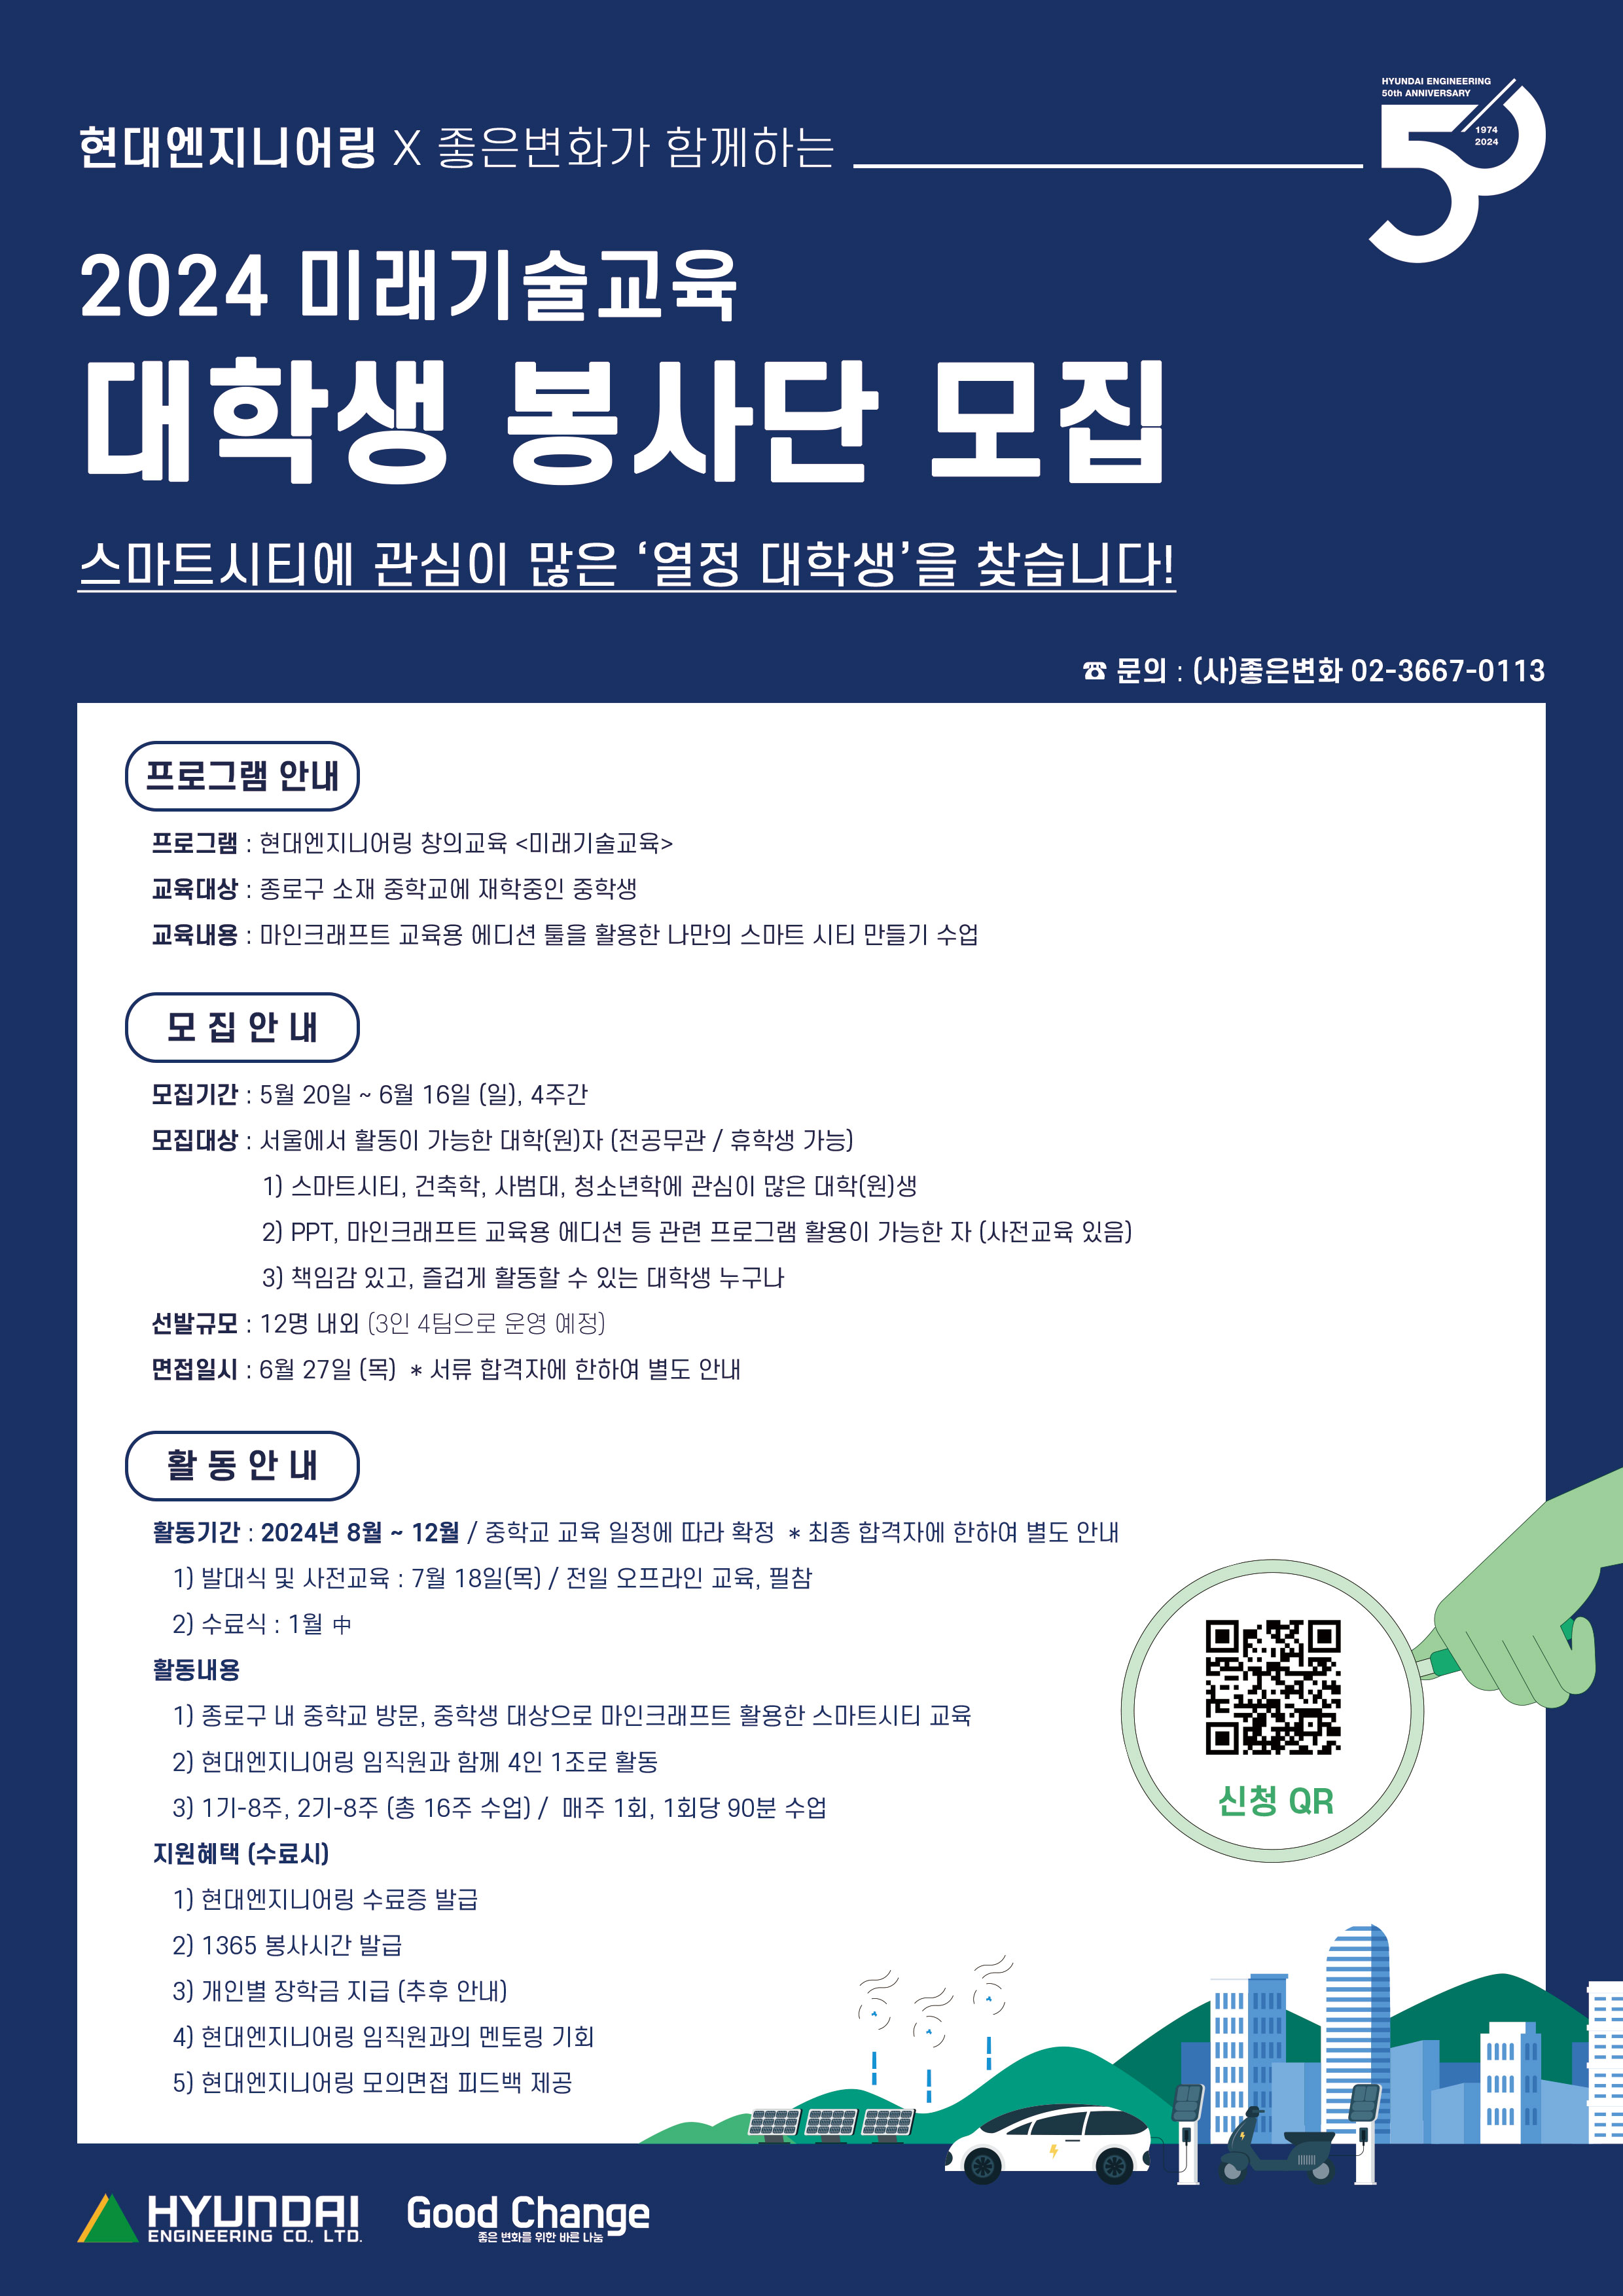 HYUNDAI ENGINEERING
50th ANNIVERSARY
1974
2024
50
현대엔지니어링 X 좋은변화가 함께하는
2024 미래기술교육
대학생 봉사단 모집
스마트시티에 관심이 많은 ‘열정 대학생’을 찾습니다!
☎ 문의 : (사)좋은변화 02-3667-0113
프로그램 안내
프로그램 : 현대엔지니어링 창의교육 <미래기술교육>
교육대상 : 종로구 소재 중학교에 재학중인 중학생
교육내용 : 마인크래프트 교육용 에디션 툴을 활용한 나만의 스마트 시티 만들기 수업
모 집 안 내
모집기간 : 5월 20일 ~ 6월 16일 (일), 4주간
모집대상 : 서울에서 활동이 가능한 대학(원)자 (전공무관 / 휴학생 가능)
1) 스마트시티, 건축학, 사범대, 청소년학에 관심이 많은 대학(원)생
2) PPT, 마인크래프트 교육용 에디션 등 관련 프로그램 활용이 가능한 자 (사전교육 있음)
3) 책임감 있고, 즐겁게 활동할 수 있는 대학생 누구나
선발규모 : 12명 내외 (3인 4팀으로 운영 예정)
면접일시 : 6월 27일 (목) * 서류 합격자에 한하여 별도 안내
활 동 안 내
활동기간 : 2024년 8월 ~ 12월 / 중학교 교육 일정에 따라 확정 * 최종 합격자에 한하여 별도 안내
1) 발대식 및 사전교육 : 7월 18일(목) / 전일 오프라인 교육, 필참
2) 수료식 : 1월 中
활동내용
1) 종로구 내 중학교 방문, 중학생 대상으로 마인크래프트 활용한 스마트시티 교육
2) 현대엔지니어링 임직원과 함께 4인 1조로 활동
3) 1기-8주, 2기-8주 (총 16주 수업) / 매주 1회, 1회당 90분 수업
지원혜택 (수료시)
1) 현대엔지니어링 수료증 발급
2) 1365 봉사시간 발급
3) 개인별 장학금 지급 (추후 안내)
4) 현대엔지니어링 임직원과의 멘토링 기회
5) 현대엔지니어링 모의면접 피드백 제공
신청 QR
HYUNDAI
ENGINEERING CO., LTD.
Good Change
좋은 변화를 위한 바른 나눔